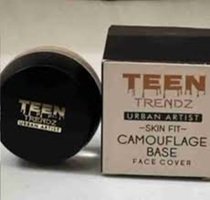 TEEN
TRENDZ
URBAN ARTIST
TEEN
TRENDZ
URBAN ARTIST
-SKIN FIT-
CAMOUFLAGE
BASE
FACE COVER